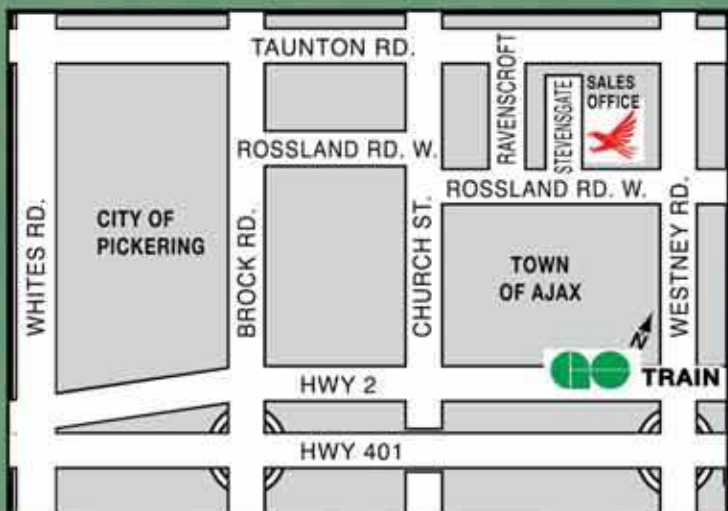 TAUNTON RD.
RAVENSCROFT
STEVENSGATE
SALES
OFFICE
ROSSLAND RD. W.
ROSSLAND RD. W.
WHITES RD.
CITY OF
PICKERING
BROCK RD.
CHURCH ST.
TOWN
OF AJAX
WESTNEY RD.
N
GO TRAIN
HWY 2
HWY 401